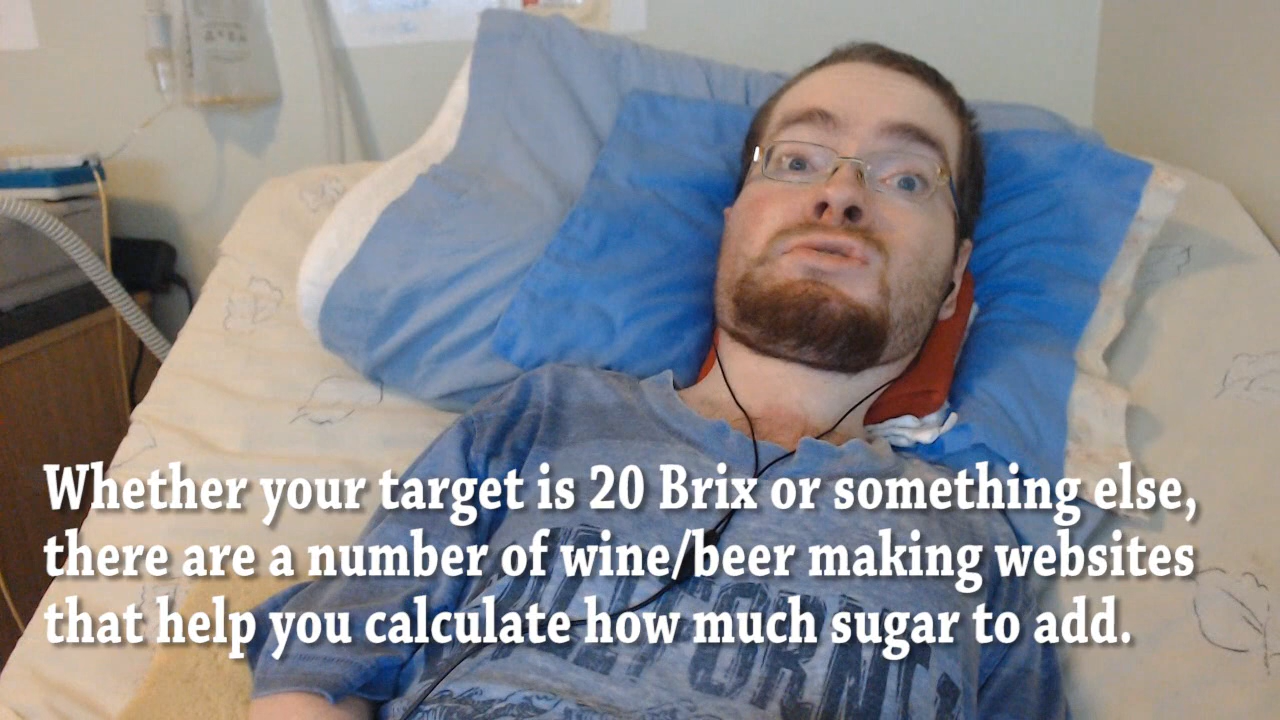 Whether your target is 20 Brix or something else,
there are a number of wine/beer making websites
that help you calculate how much sugar to add.